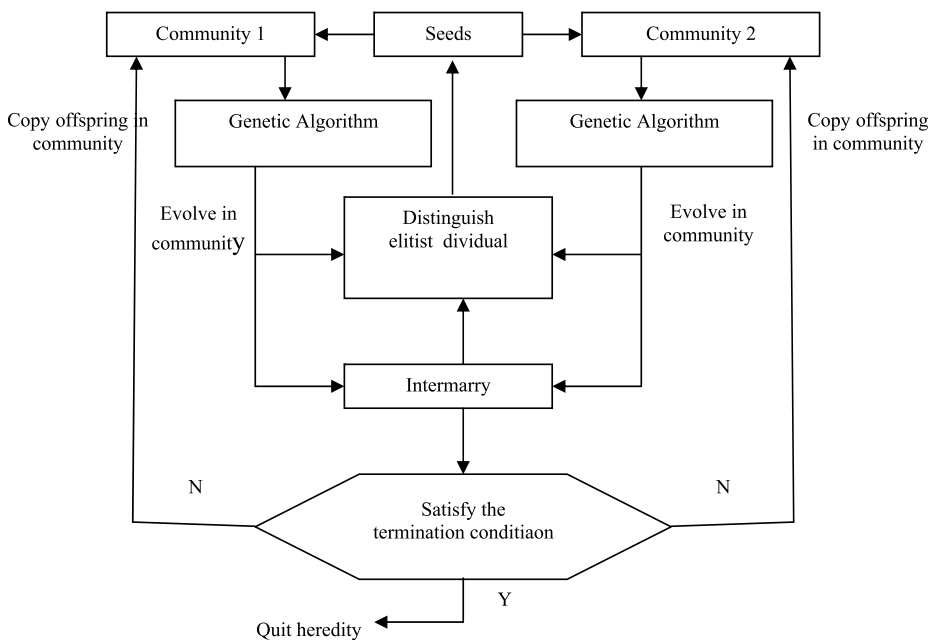 Community 1
Seeds
Community 2
Copy offspring in
community
Genetic Algorithm
Genetic Algorithm
Copy offspring
in community
Evolve in
community
Distinguish
elitist dividual
Evolve in
community
Intermarry
N
Satisfy the
termination conditiaon
N
Y
Quit heredity